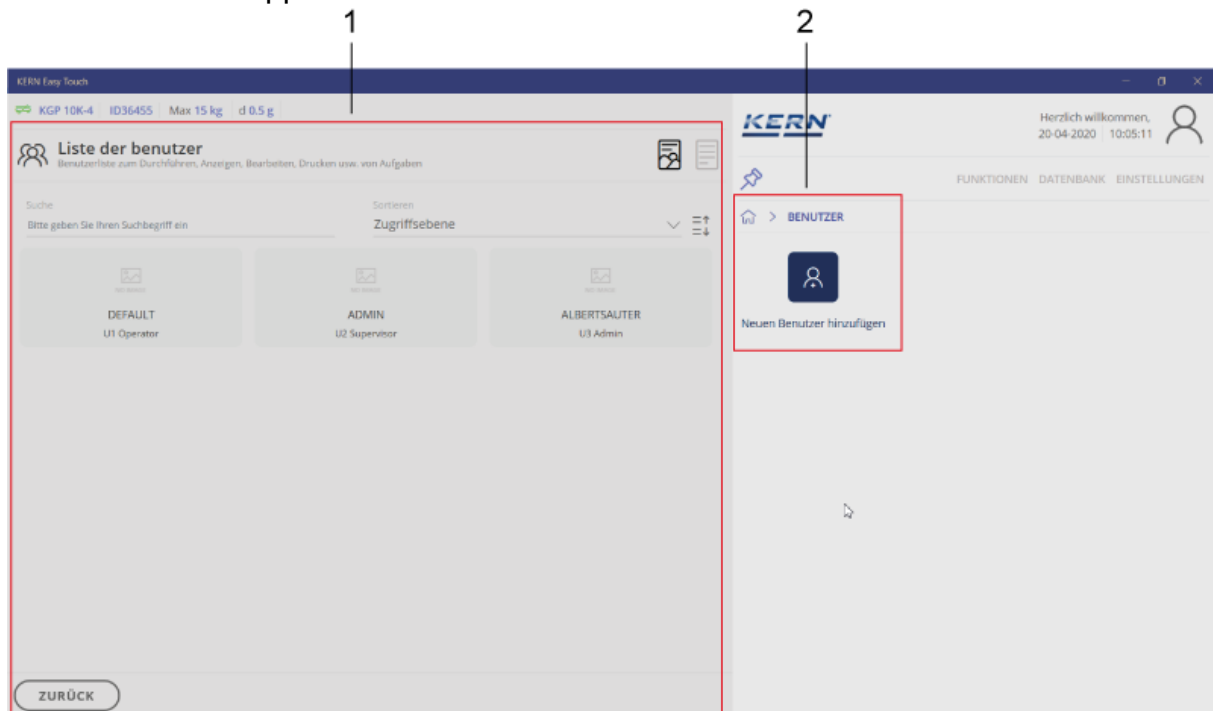 1
2
KERN Easy Touch
KGP 10K-4 ID36455 Max 15 kg d 0.5 g
Liste der benutzer
Benutzerliste zum Durchführen, Anzeigen, Bearbeiten, Drucken usw. von Aufgaben
Suche
Bitte geben Sie Ihren Suchbegriff ein
Sortieren
Zugriffsebene
DEFAULT
U1 Operator
ADMIN
U2 Supervisor
ALBERTSAUTER
U3 Admin
ZURÜCK
KERN
Herzlich willkommen,
20-04-2020 10:05:11
FUNKTIONEN DATENBANK EINSTELLUNGEN
> BENUTZER
Neuen Benutzer hinzufügen